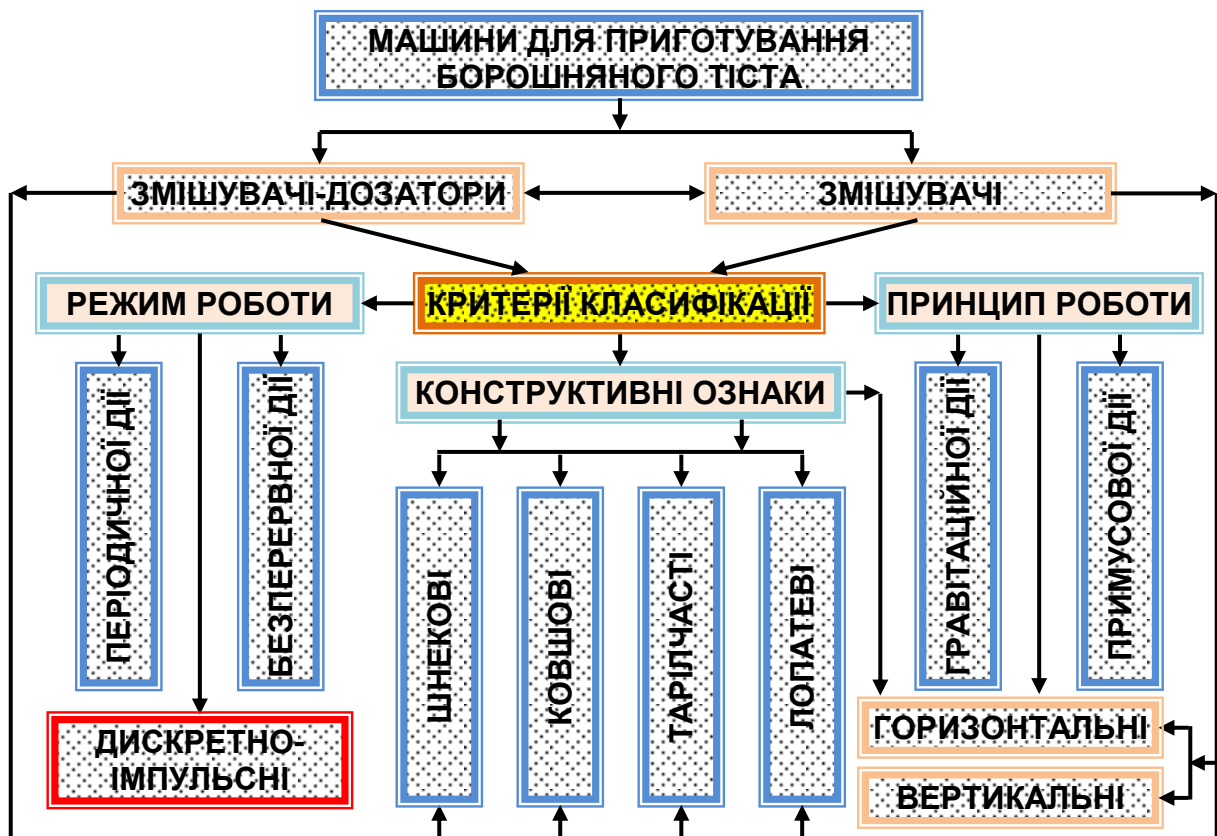 МАШИНИ ДЛЯ ПРИГОТУВАННЯ
БОРОШНЯНОГО ТІСТА
ЗМІШУВАЧІ-ДОЗАТОРИ
ЗМІШУВАЧІ
РЕЖИМ РОБОТИ
КРИТЕРІЇ КЛАСИФІКАЦІЇ
ПРИНЦИП РОБОТИ
ПЕРІОДИЧНОЇ ДІЇ
БЕЗПЕРЕРВНОЇ ДІЇ
КОНСТРУКТИВНІ ОЗНАКИ
ГРАВІТАЦІЙНОЇ ДІЇ
ПРИМУСОВОЇ ДІЇ
ШНЕКОВІ
КОВШОВІ
ТАРІЛЧАСТІ
ЛОПАТЕВІ
ДИСКРЕТНО-
ІМПУЛЬСНІ
ГОРИЗОНТАЛЬНІ
ВЕРТИКАЛЬНІ